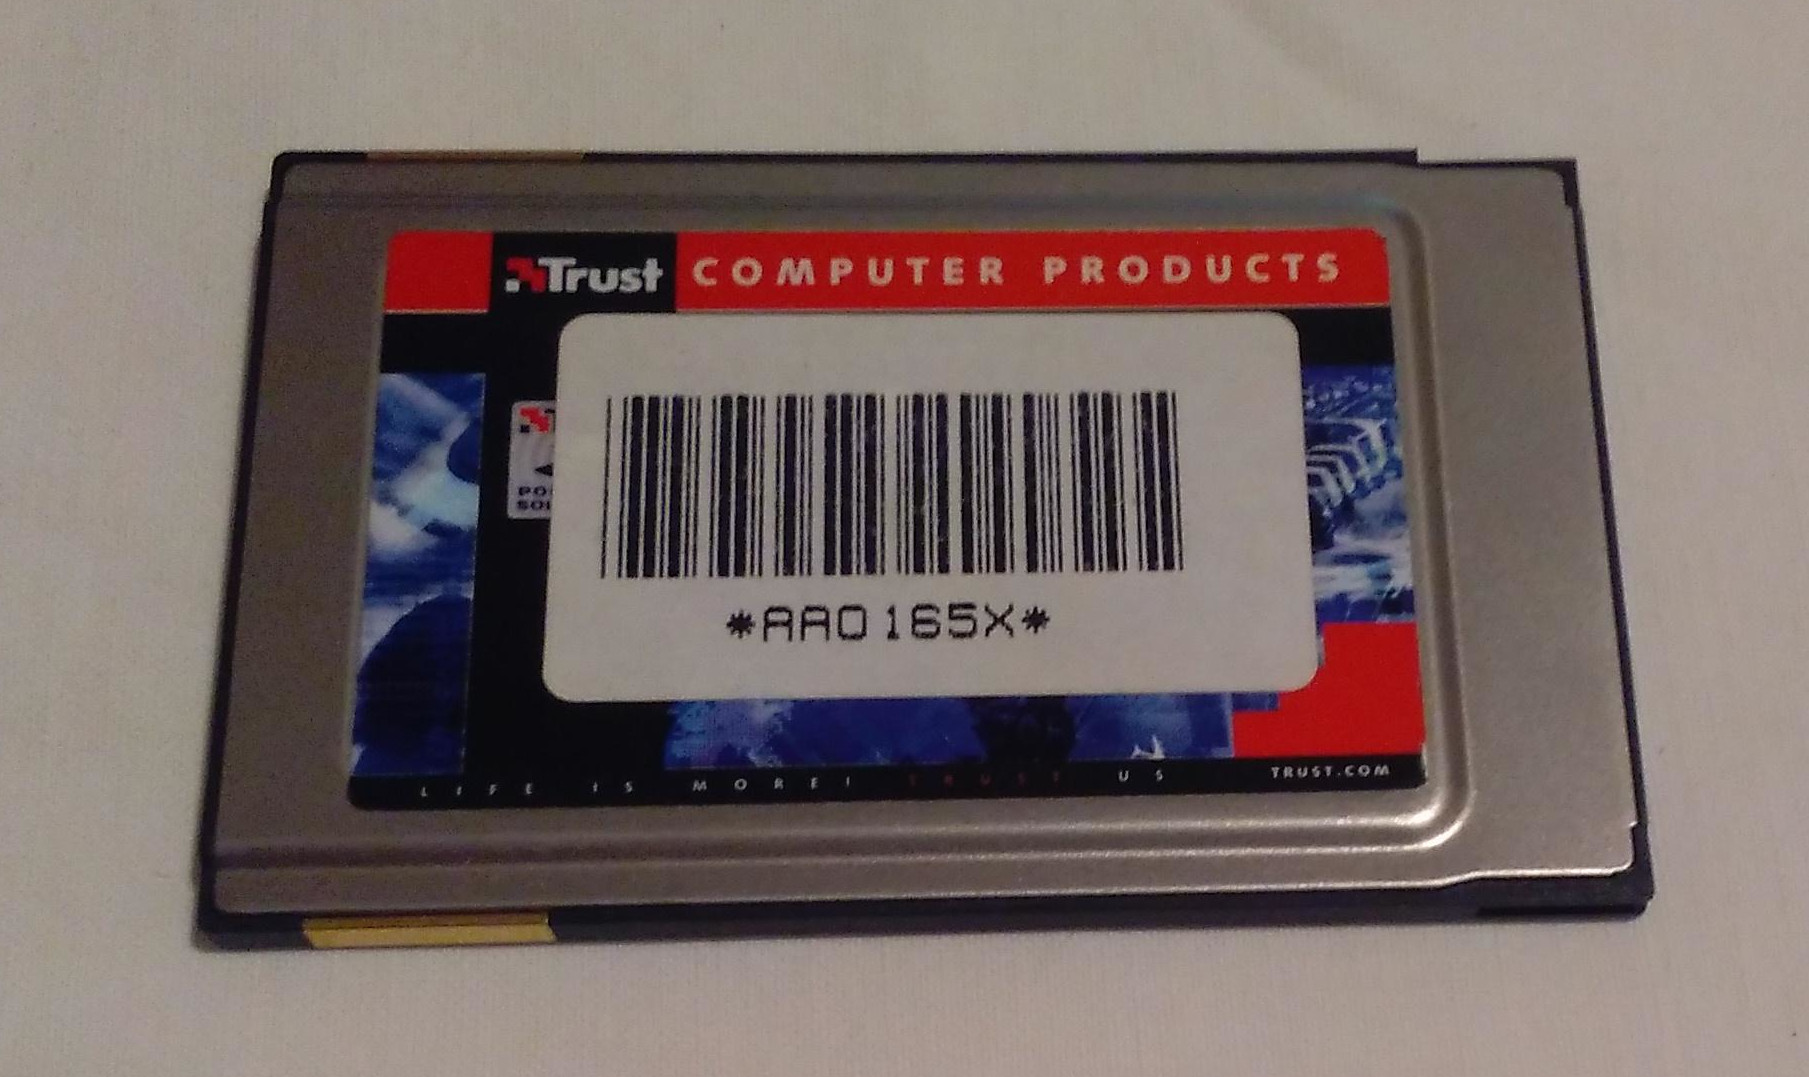 Trust COMPUTER PRODUCTS
*AA0165X*
LIFE IS MORE! TRUST US
TRUST.COM